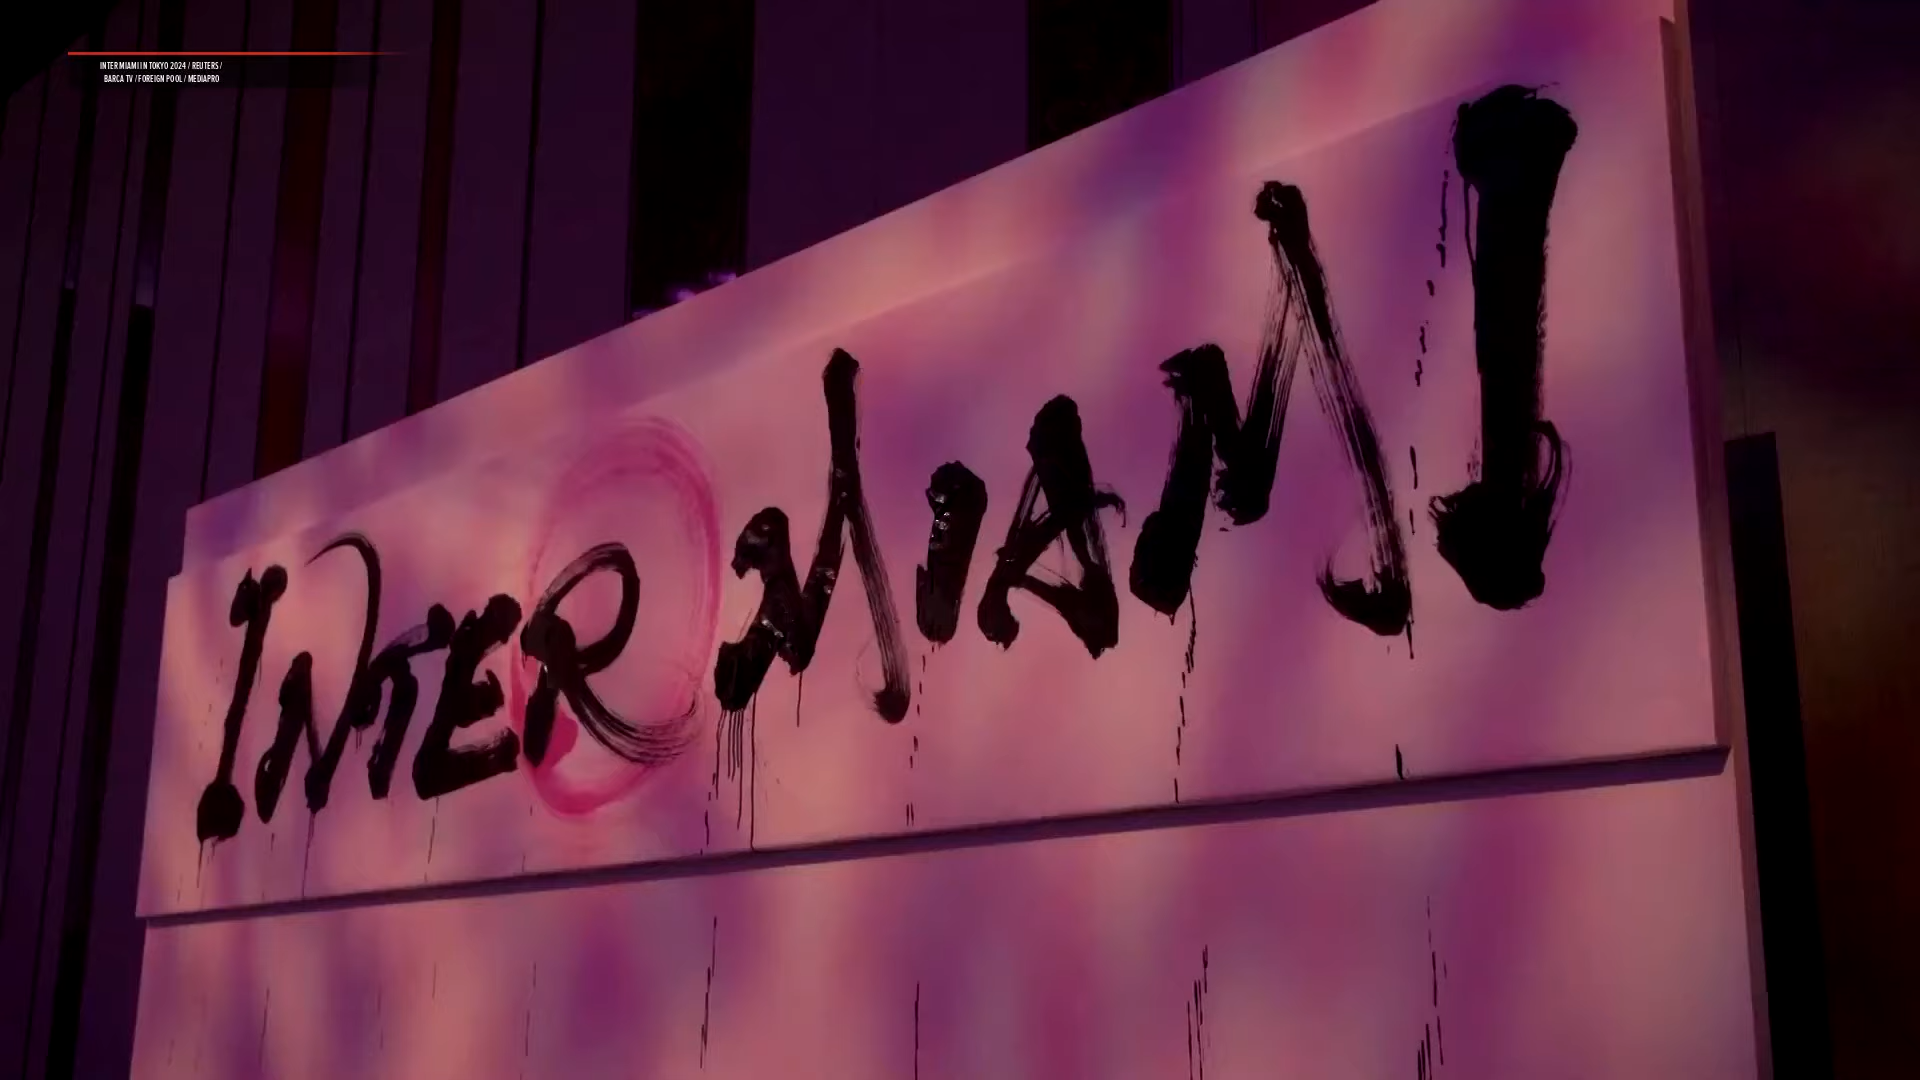 INTER MIAMI IN TOKYO 2024 / REUTERS /
BARCA TV / FOREIGN POOL / MEDIAPRO
INTER MIAMI